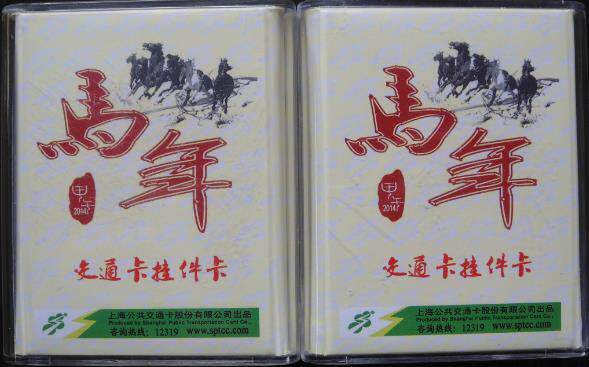 馬年
甲午
2014
交通卡挂件卡
上海公共交通卡股份有限公司出品
Produced by Shanghai Public Transportation Card Co.,
咨询热线: 12319 www.sptcc.com
馬年
甲午
2014
交通卡挂件卡
上海公共交通卡股份有限公司出品
Produced by Shanghai Public Transportation Card Co.,
咨询热线: 12319 www.sptcc.com